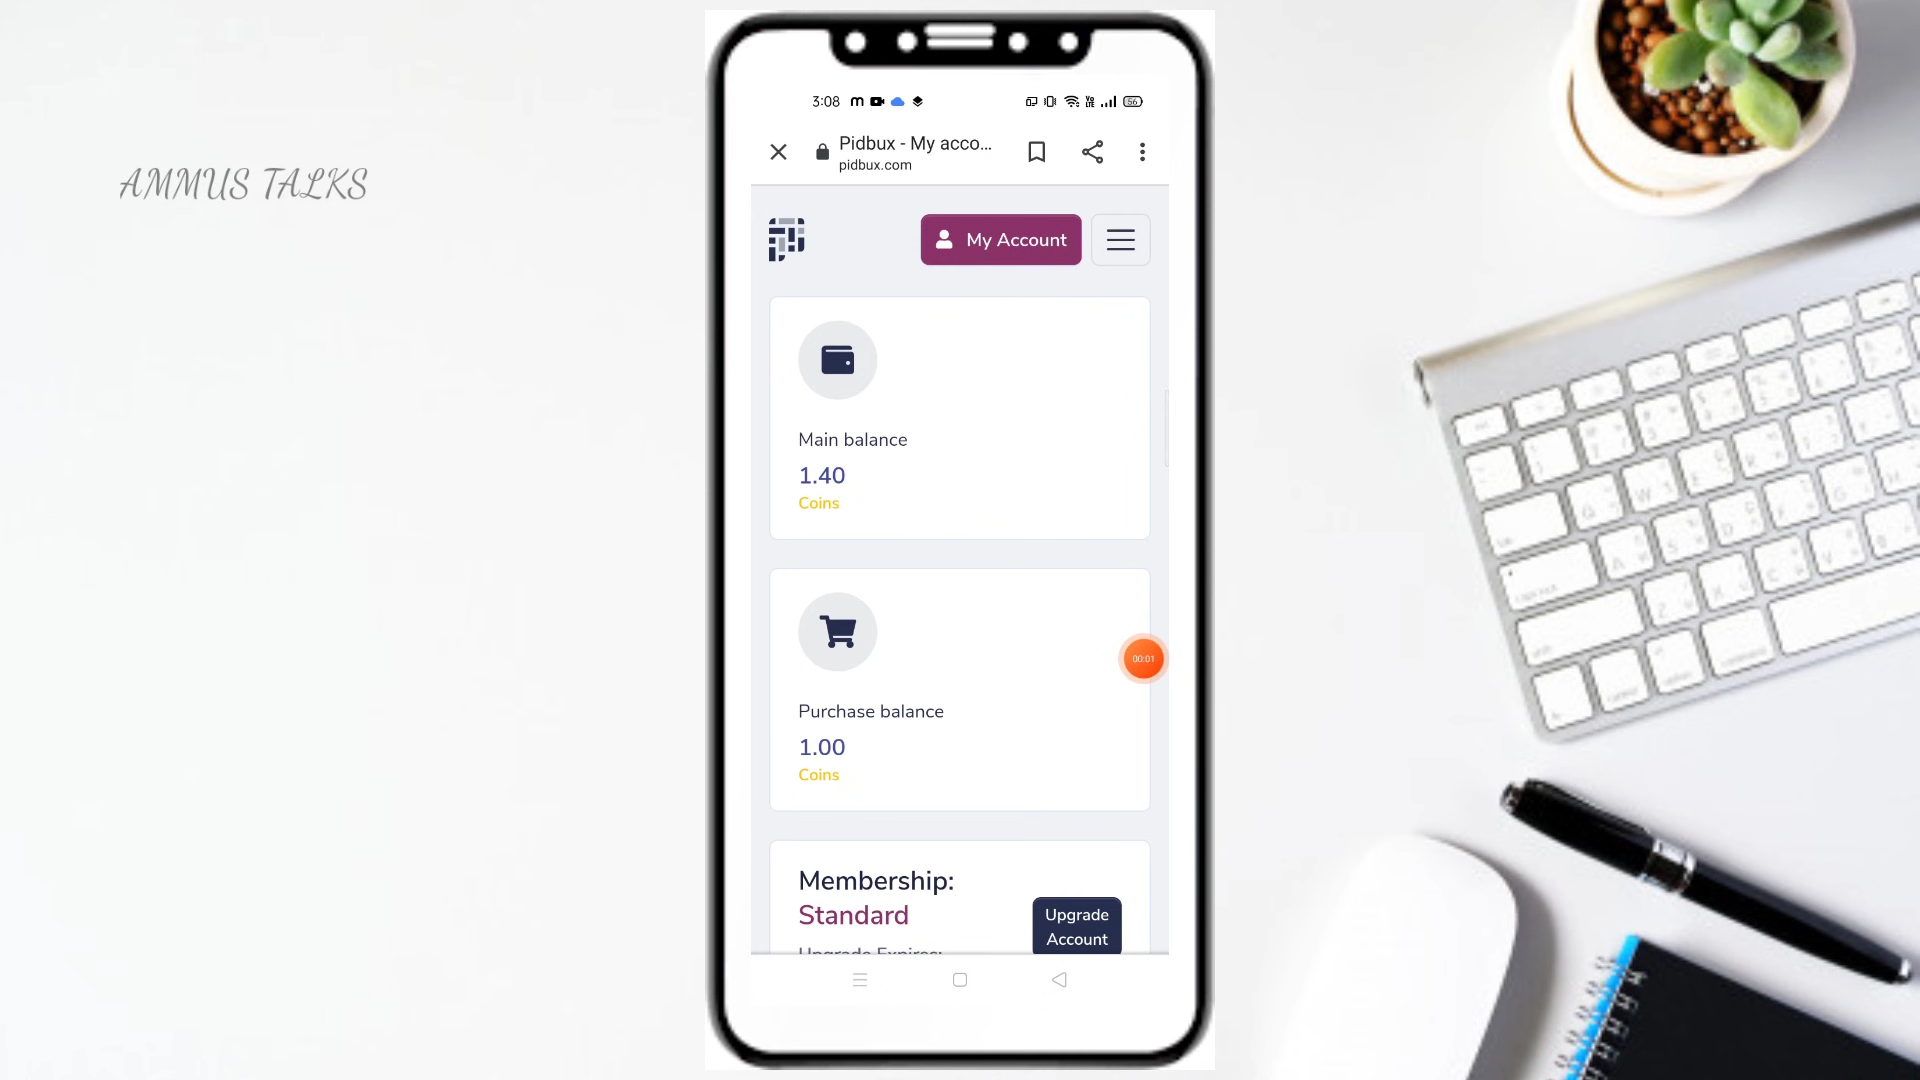 AMMUS TALKS
3:08
56
Pidbux - My acco...
pidbux.com
My Account
Main balance
1.40
Coins
00:01
Purchase balance
1.00
Coins
Membership:
Standard
Upgrade
Account
Upgrade Expires: